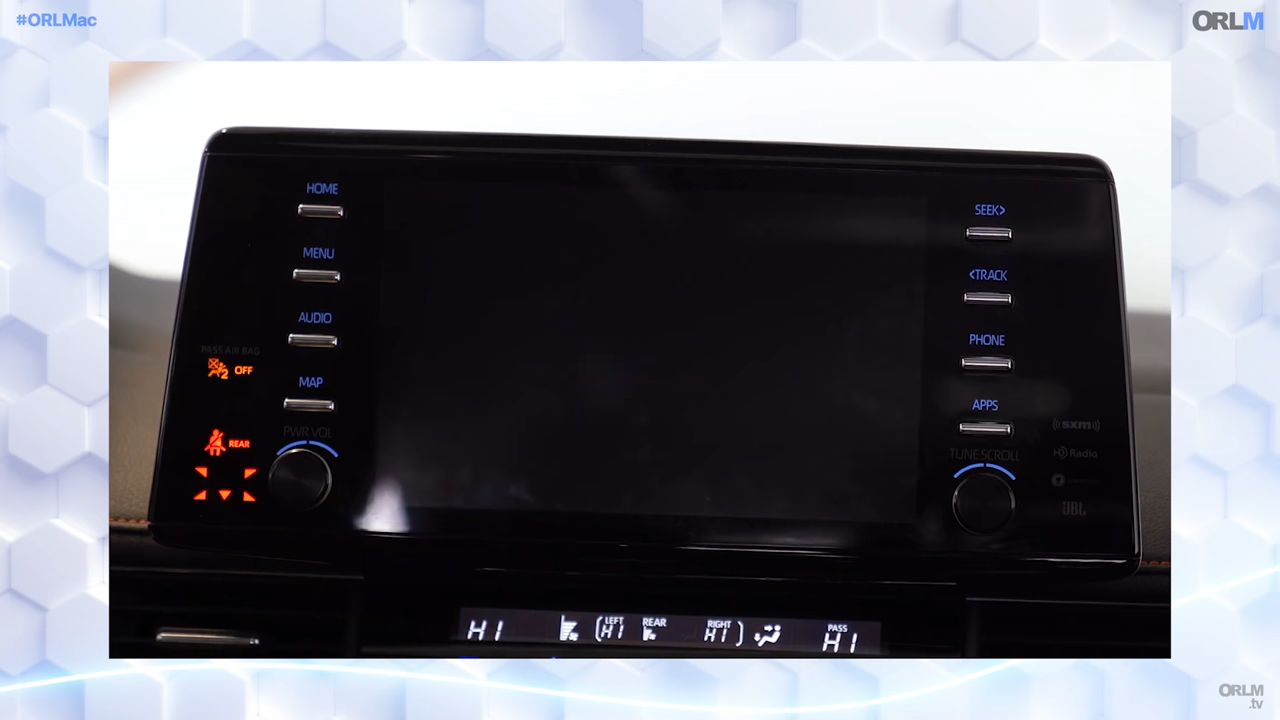 #ORLMac
ORLM
HOME
MENU
AUDIO
PASS AIR BAG
2 OFF
MAP
REAR
PWR VOL
SEEK>
<TRACK
PHONE
APPS
TUNE SCROLL
((sxm))
HD Radio
JBL
HI
LEFT
HI
REAR
RIGHT
HI
PASS
HI
ORLM
.tv